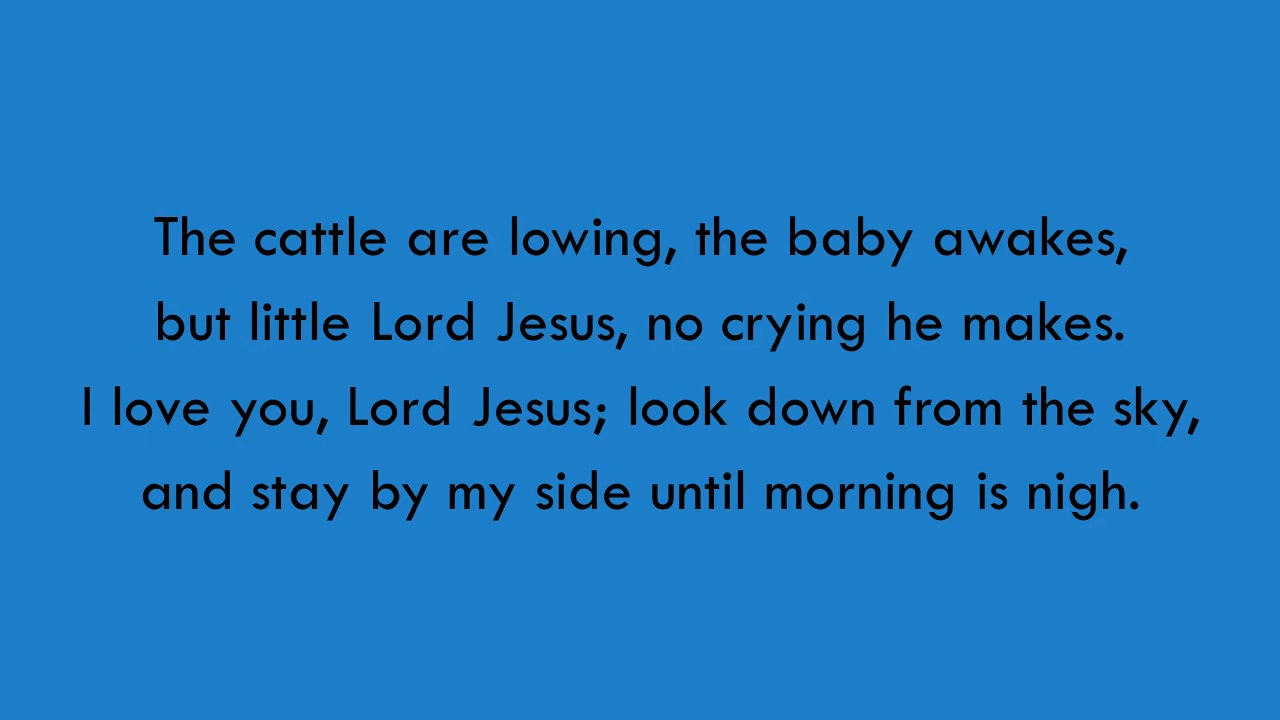 The cattle are lowing, the baby awakes,
but little Lord Jesus, no crying he makes.
I love you, Lord Jesus; look down from the sky,
and stay by my side until morning is nigh.